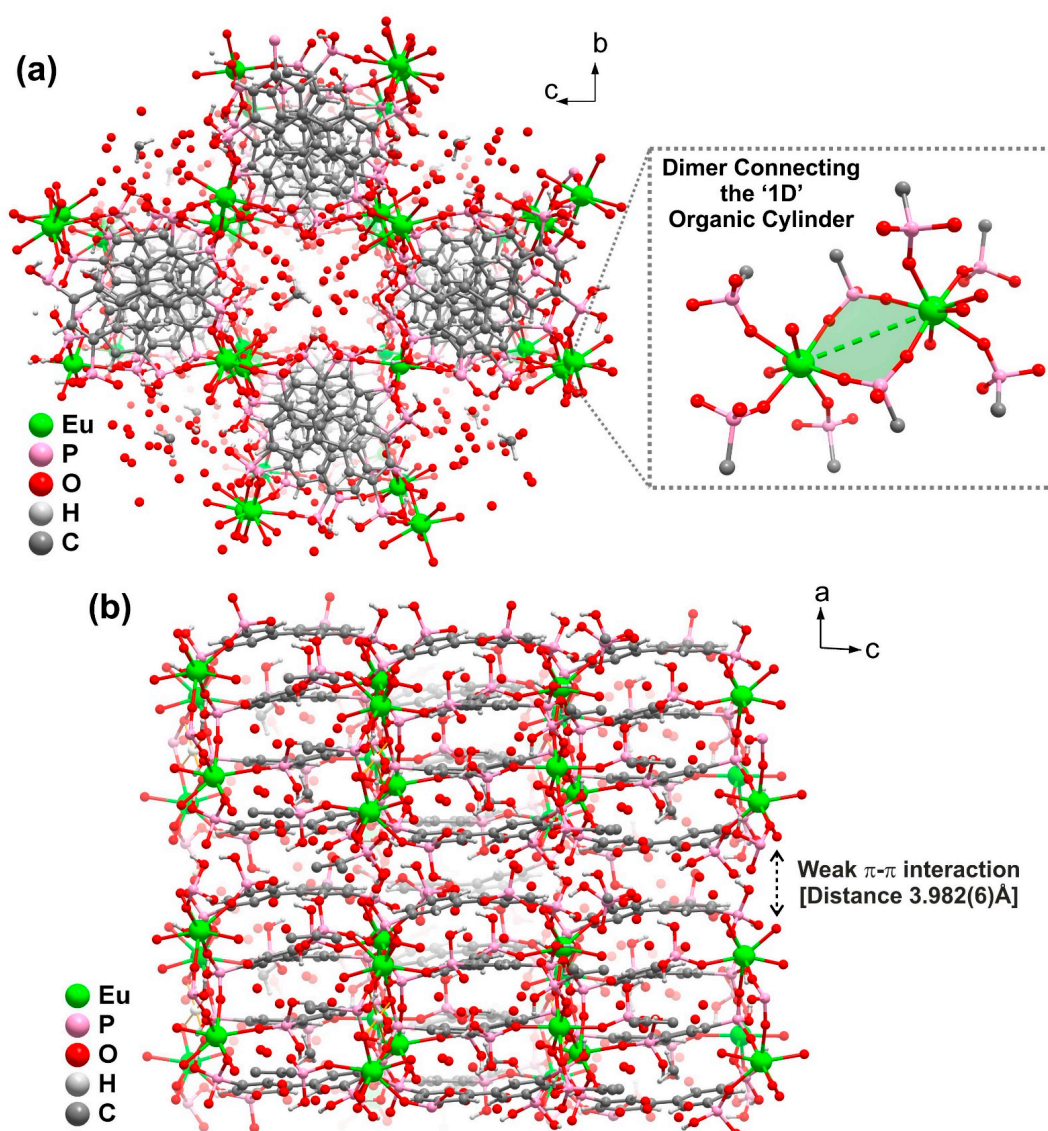 (a)
b
c
Dimer Connecting
the ‘1D’
Organic Cylinder
Eu
P
O
H
C
(b)
a
c
Weak π-π interaction
[Distance 3.982(6)Å]
Eu
P
O
H
C